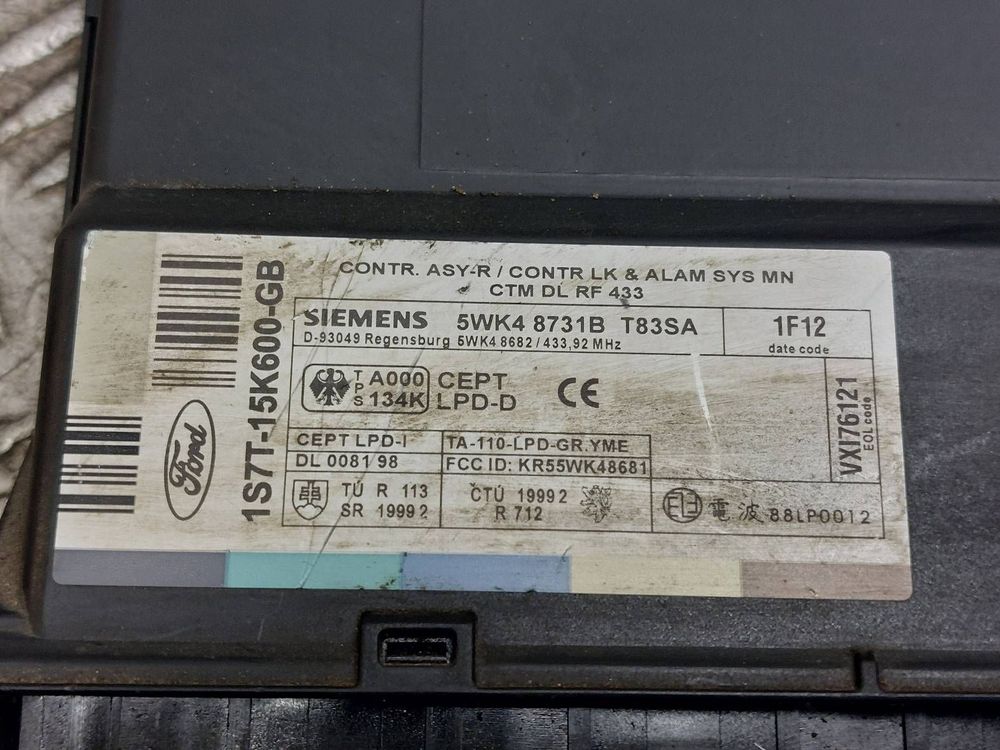 CONTR. ASY-R / CONTR LK & ALAM SYS MN
CTM DL RF 433
SIEMENS 5WK4 8731B T83SA
D-93049 Regensburg 5WK4 8682 / 433,92 MHz
1F12
date code
TPS A000 134K
CEPT
LPD-D
CE
CEPT LPD-I
DL 0081 98
TA-110-LPD-GR.YME
FCC ID: KR55WK48681
TÚ R 113
SR 1999 2
ČTÚ 1999 2
R 712
電波 88LP0012
VXI76121
EOL code
1S7T-15K600-GB
Ford